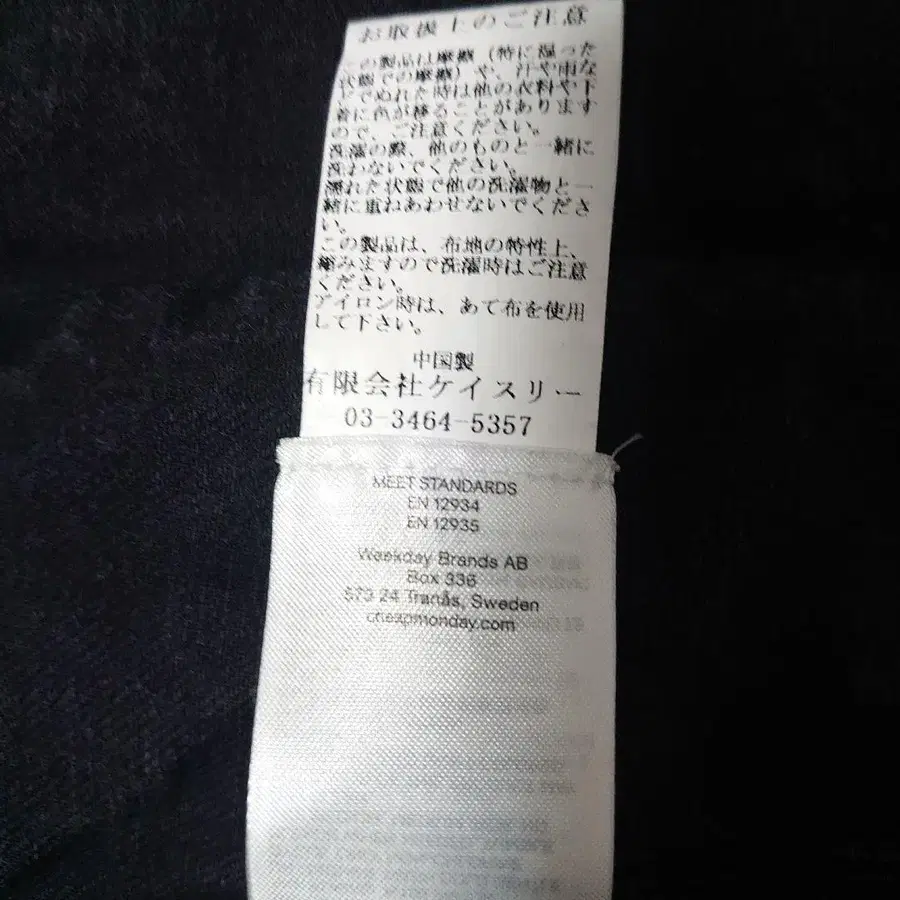 お取扱上のご注意
この製品は摩擦（特に湿った
状態での摩擦）や、汗や雨な
どでぬれた時は他の衣料や下
着に色が移ることがあります
ので、ご注意ください。
洗濯の際、他のものと一緒に
洗わないでください。
濡れた状態で他の洗濯物と一
緒に重ねあわせないでくださ
い。
この製品は、布地の特性上、
縮みますので洗濯時はご注意
ください。
アイロン時は、あて布を使用
して下さい。
中国製
有限会社ケイスリー
03-3464-5357
MEET STANDARDS
EN 12934
EN 12935
Weekday Brands AB
Box 336
573 24 Tranås, Sweden
cheapmonday.com